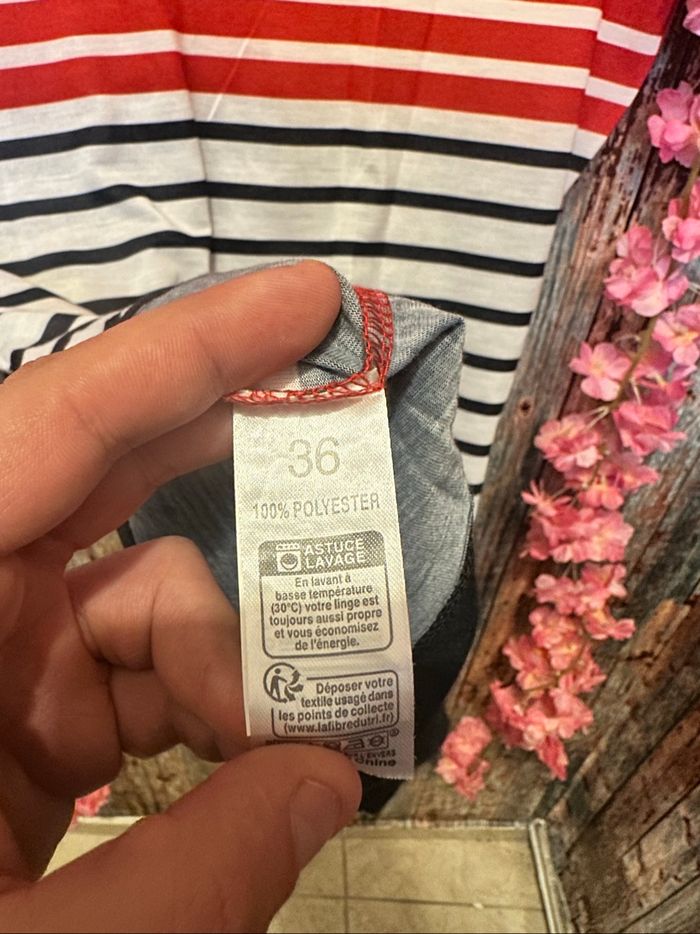 36
100% POLYESTER
ASTUCE
LAVAGE
En lavant à
basse température
(30°C) votre linge est
toujours aussi propre
et vous économisez
de l'énergie.
Déposer votre
textile usagé dans
les points de collecte
(www.lafibredutri.fr)